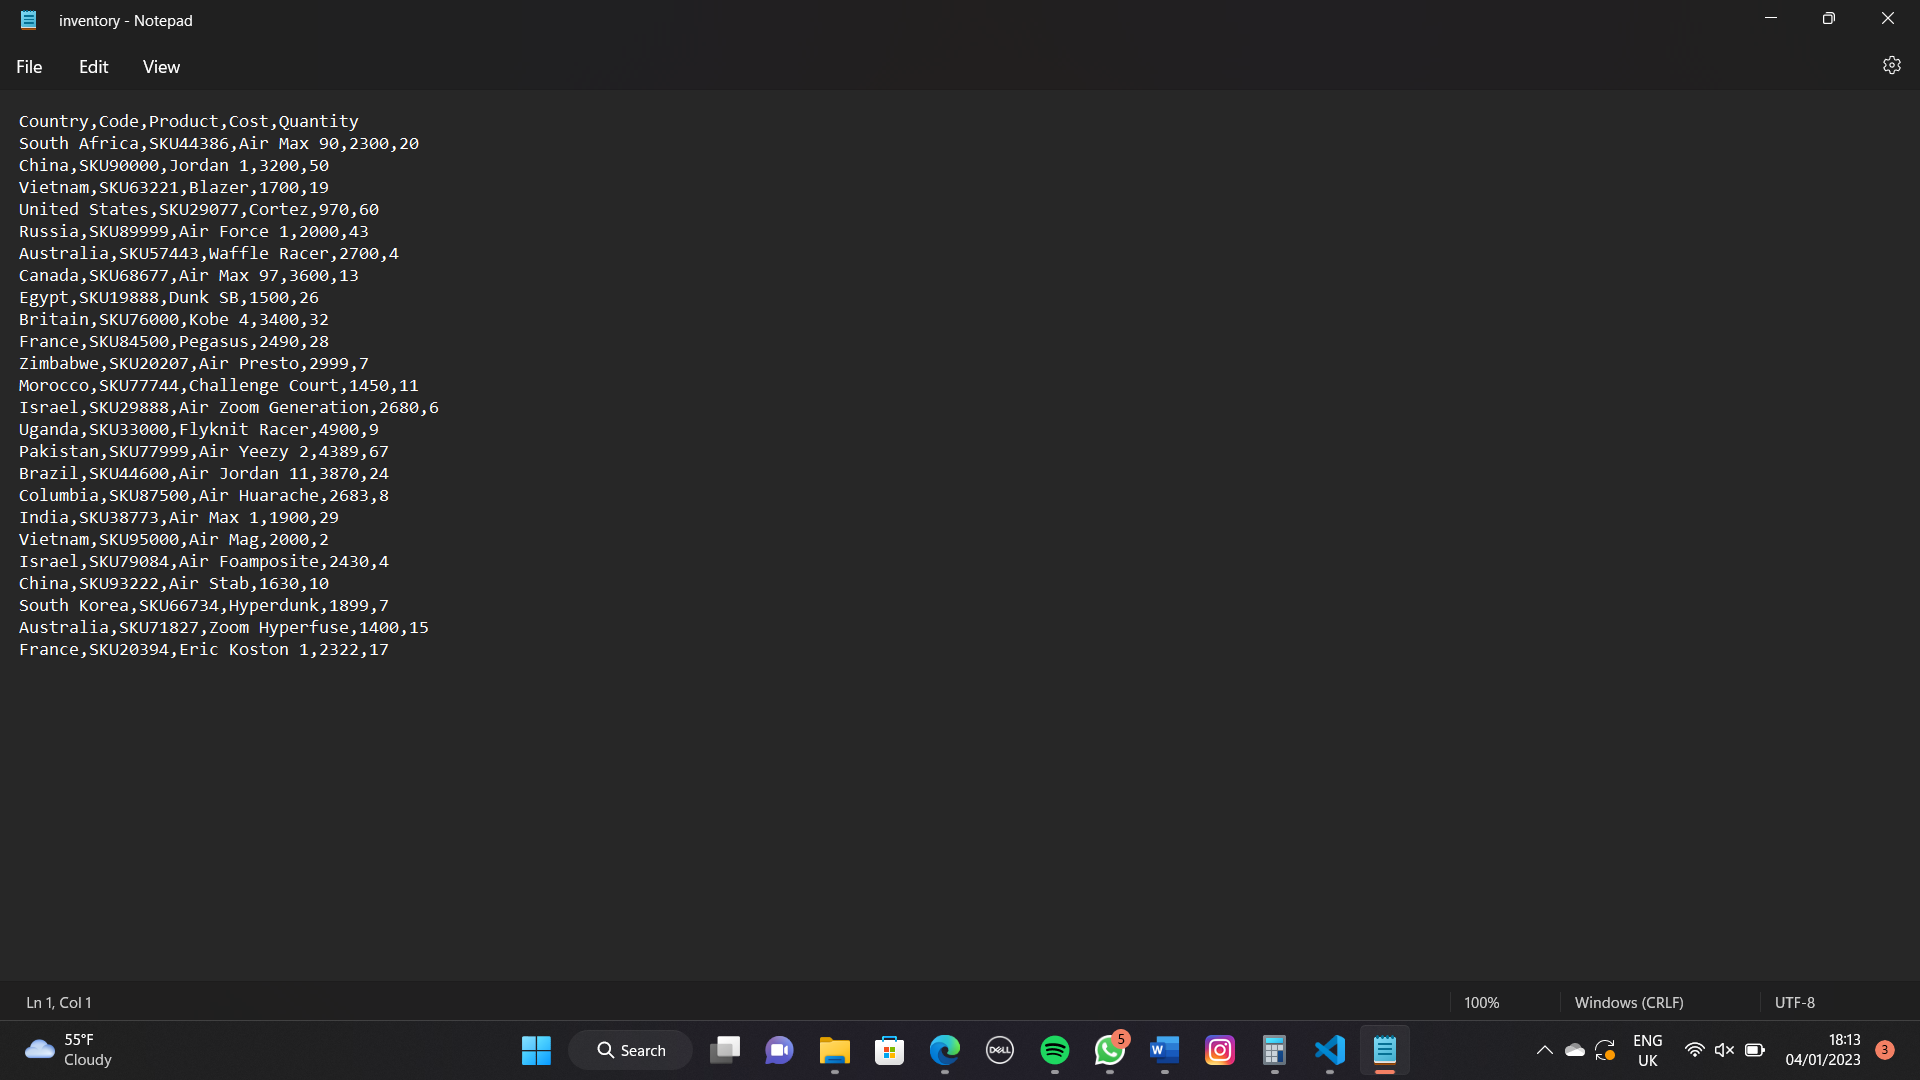 inventory - Notepad
File Edit View
Country,Code,Product,Cost,Quantity
South Africa,SKU44386,Air Max 90,2300,20
China,SKU90000,Jordan 1,3200,50
Vietnam,SKU63221,Blazer,1700,19
United States,SKU29077,Cortez,970,60
Russia,SKU89999,Air Force 1,2000,43
Australia,SKU57443,Waffle Racer,2700,4
Canada,SKU68677,Air Max 97,3600,13
Egypt,SKU19888,Dunk SB,1500,26
Britain,SKU76000,Kobe 4,3400,32
France,SKU84500,Pegasus,2490,28
Zimbabwe,SKU20207,Air Presto,2999,7
Morocco,SKU77744,Challenge Court,1450,11
Israel,SKU29888,Air Zoom Generation,2680,6
Uganda,SKU33000,Flyknit Racer,4900,9
Pakistan,SKU77999,Air Yeezy 2,4389,67
Brazil,SKU44600,Air Jordan 11,3870,24
Columbia,SKU87500,Air Huarache,2683,8
India,SKU38773,Air Max 1,1900,29
Vietnam,SKU95000,Air Mag,2000,2
Israel,SKU79084,Air Foamposite,2430,4
China,SKU93222,Air Stab,1630,10
South Korea,SKU66734,Hyperdunk,1899,7
Australia,SKU71827,Zoom Hyperfuse,1400,15
France,SKU20394,Eric Koston 1,2322,17
Ln 1, Col 1 100% Windows (CRLF) UTF-8
55°F
Cloudy
Search
DELL
5
W
ENG
UK
18:13
04/01/2023
3